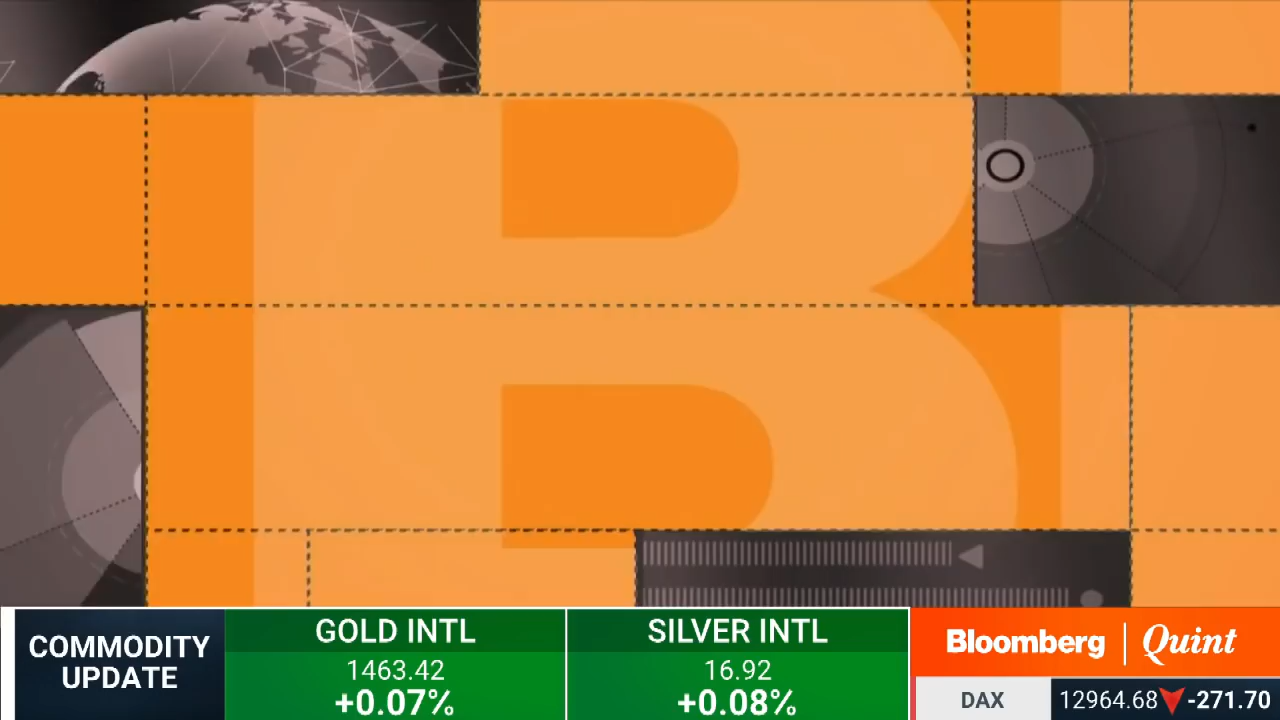 COMMODITY
UPDATE
GOLD INTL
1463.42
+0.07%
SILVER INTL
16.92
+0.08%
Bloomberg | Quint
DAX
12964.68 -271.70